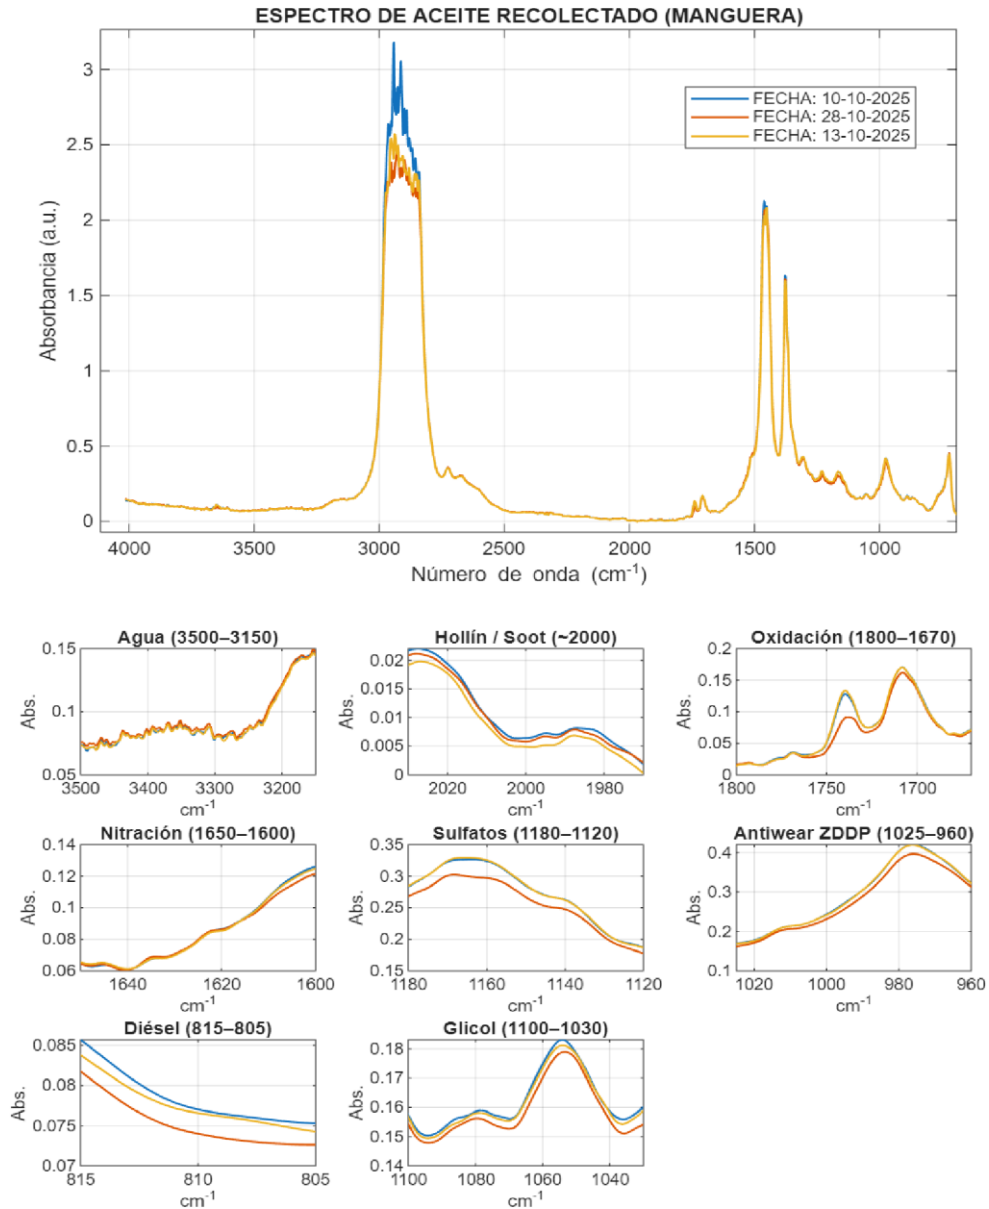 ESPECTRO DE ACEITE RECOLECTADO (MANGUERA)
Absorbancia (a.u.)
3
2.5
2
1.5
1
0.5
0
FECHA: 10-10-2025
FECHA: 28-10-2025
FECHA: 13-10-2025
4000 3500 3000 2500 2000 1500 1000
Número de onda (cm⁻¹)
Agua (3500–3150)
Abs.
0.15
0.1
0.05
3500 3400 3300 3200
cm⁻¹
Hollín / Soot (~2000)
Abs.
0.02
0.015
0.01
0.005
0
2020 2000 1980
cm⁻¹
Oxidación (1800–1670)
Abs.
0.2
0.15
0.1
0.05
0
1800 1750 1700
cm⁻¹
Nitración (1650–1600)
Abs.
0.14
0.12
0.1
0.08
0.06
1640 1620 1600
cm⁻¹
Sulfatos (1180–1120)
Abs.
0.35
0.3
0.25
0.2
0.15
1180 1160 1140 1120
cm⁻¹
Antiwear ZDDP (1025–960)
Abs.
0.4
0.3
0.2
0.1
1020 1000 980 960
cm⁻¹
Diésel (815–805)
Abs.
0.085
0.08
0.075
0.07
815 810 805
cm⁻¹
Glicol (1100–1030)
Abs.
0.18
0.17
0.16
0.15
0.14
1100 1080 1060 1040
cm⁻¹